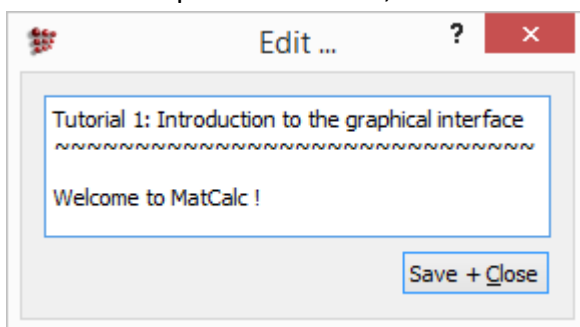 Edit ...
?
×
Tutorial 1: Introduction to the graphical interface
~~~~~~~~~~~~~~~~~~~~~~~~~~~~~~
Welcome to MatCalc !
Save + Close